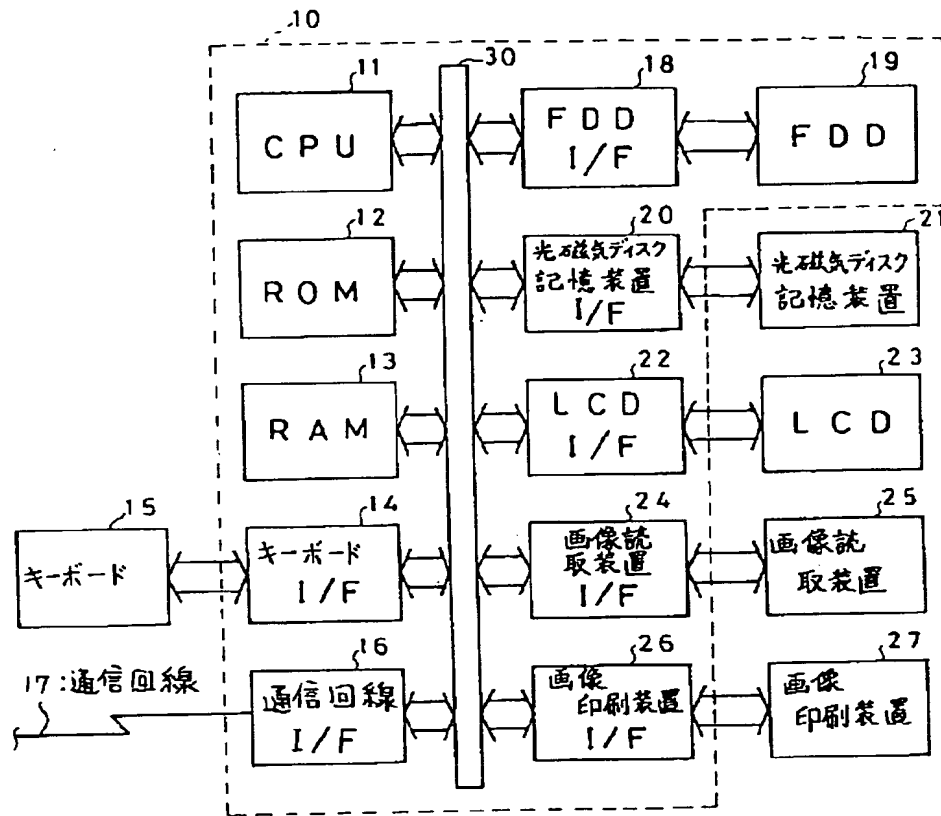 10
30
11
CPU
18
FDD
I/F
19
FDD
12
ROM
20
光磁気ディスク
記憶装置
I/F
21
光磁気ディスク
記憶装置
13
RAM
22
LCD
I/F
23
LCD
15
キーボード
14
キーボード
I/F
24
画像読
取装置
I/F
25
画像読
取装置
17:通信回線
16
通信回線
I/F
26
画像
印刷装置
I/F
27
画像
印刷装置